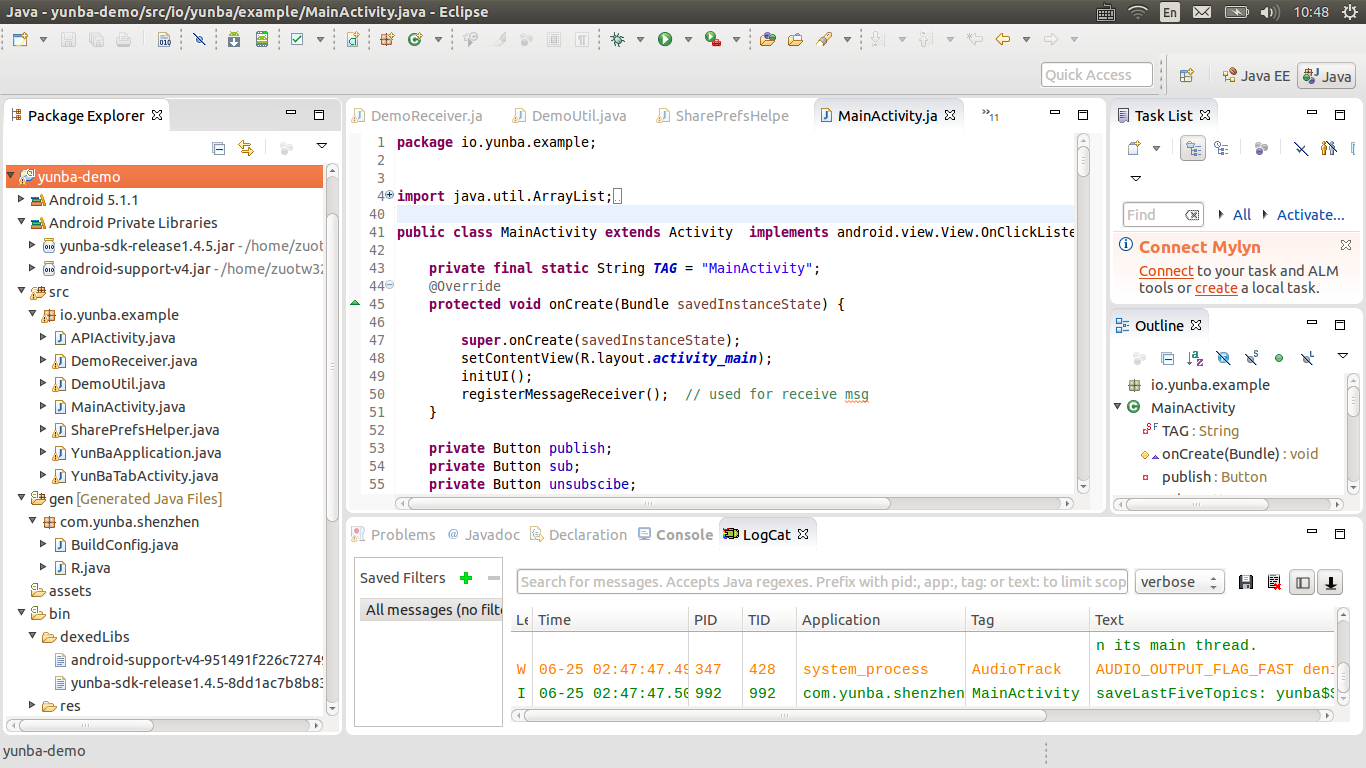 Java - yunba-demo/src/io/yunba/example/MainActivity.java - Eclipse
En
10:48
Quick Access
Java EE
Java
Package Explorer
yunba-demo
Android 5.1.1
Android Private Libraries
yunba-sdk-release1.4.5.jar - /home/zuot
android-support-v4.jar - /home/zuotw32
src
io.yunba.example
APIActivity.java
DemoReceiver.java
DemoUtil.java
MainActivity.java
SharePrefsHelper.java
YunBaApplication.java
YunBaTabActivity.java
gen [Generated Java Files]
com.yunba.shenzhen
BuildConfig.java
R.java
assets
bin
dexedLibs
android-support-v4-951491f226c72749
yunba-sdk-release1.4.5-8dd1ac7b8b83
res
DemoReceiver.ja
DemoUtil.java
SharePrefsHelpe
MainActivity.ja
»11
1 package io.yunba.example;
2
3
4 import java.util.ArrayList;
40
41 public class MainActivity extends Activity  implements android.view.View.OnClickListe
42
43 private final static String TAG = "MainActivity";
44 @Override
45 protected void onCreate(Bundle savedInstanceState) {
46
47 super.onCreate(savedInstanceState);
48 setContentView(R.layout.activity_main);
49 initUI();
50 registerMessageReceiver();  // used for receive msg
51 }
52
53 private Button publish;
54 private Button sub;
55 private Button unsubscibe;
Task List
Find
All
Activate...
Connect Mylyn
Connect to your task and ALM
tools or create a local task.
Outline
io.yunba.example
MainActivity
TAG : String
onCreate(Bundle) : void
publish : Button
Problems
@ Javadoc
Declaration
Console
LogCat
Saved Filters
All messages (no filte
Search for messages. Accepts Java regexes. Prefix with pid:, app:, tag: or text: to limit scop
verbose
Le Time PID TID Application Tag Text
n its main thread.
W 06-25 02:47:47.49 347 428 system_process AudioTrack AUDIO_OUTPUT_FLAG_FAST deni
I 06-25 02:47:47.50 992 992 com.yunba.shenzhen MainActivity saveLastFiveTopics: yunba$S
yunba-demo